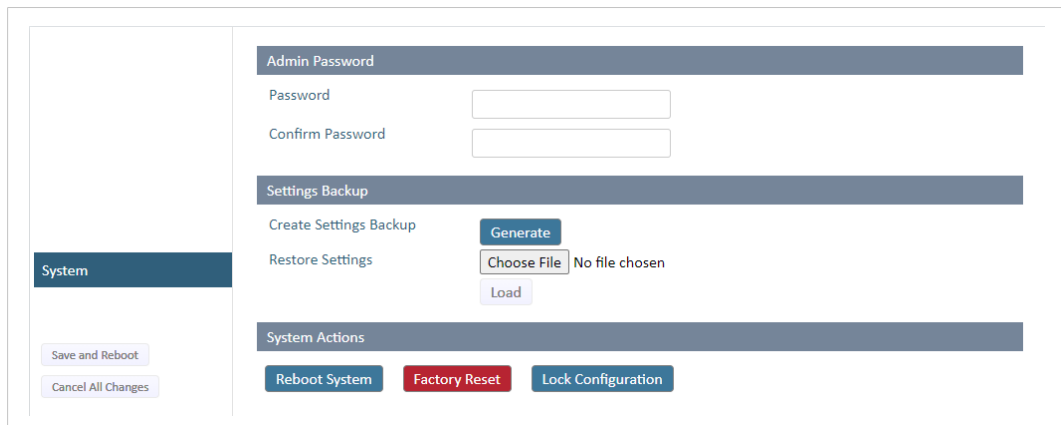 Admin Password
Password
Confirm Password
Settings Backup
Create Settings Backup
Generate
Restore Settings
Choose File No file chosen
Load
System
System Actions
Save and Reboot
Cancel All Changes
Reboot System
Factory Reset
Lock Configuration